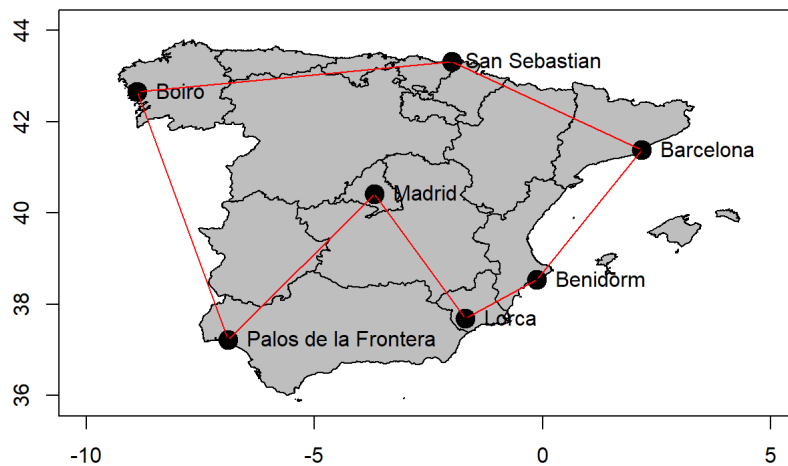 44
42
40
38
36
San Sebastian
Boiro
Barcelona
Madrid
Benidorm
Lorca
Palos de la Frontera
-10
-5
0
5